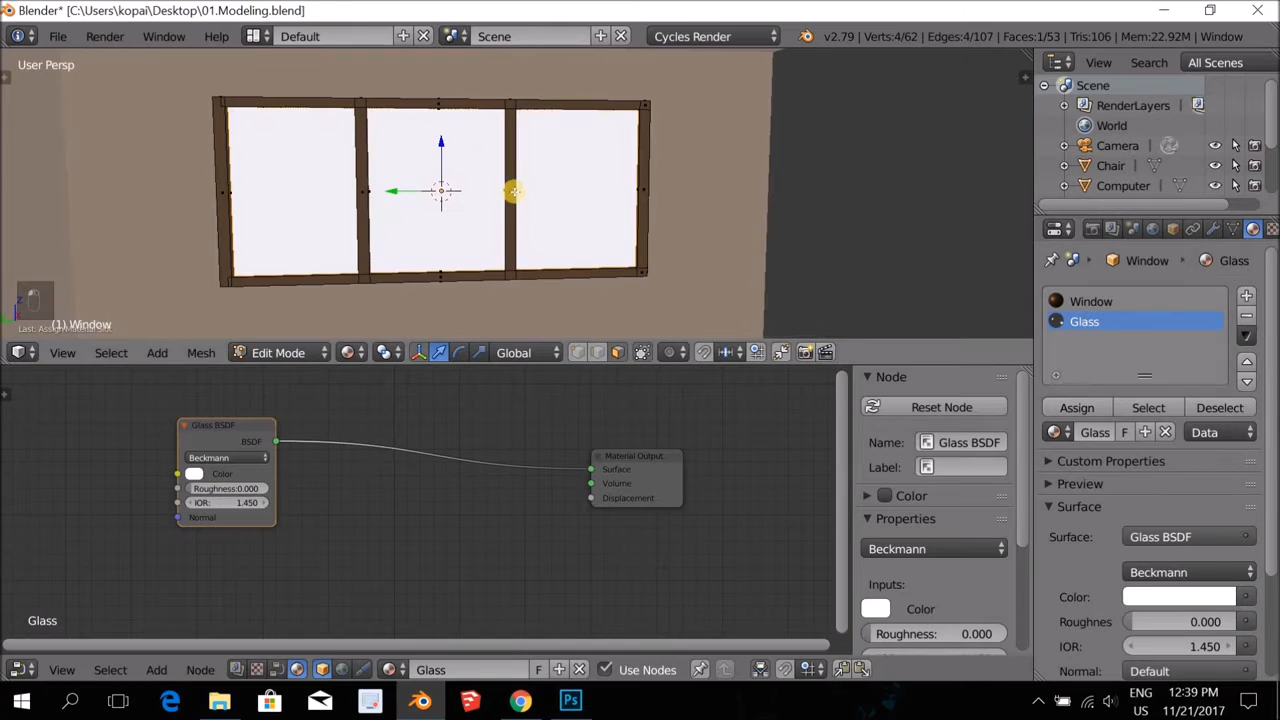 Blender* [C:\Users\kopai\Desktop\01.Modeling.blend]
File Render Window Help Default Scene Cycles Render v2.79 | Verts:4/62 | Edges:4/107 | Faces:1/53 | Tris:106 | Mem:22.92M | Window
User Persp
(1) Window
View Select Add Mesh Edit Mode Global
View Search All Scenes
Scene
RenderLayers
World
Camera
Chair
Computer
Window Glass
Window
Glass
Assign Select Deselect
Glass F Data
Custom Properties
Preview
Surface
Surface: Glass BSDF
Beckmann
Color:
Roughnes 0.000
IOR: 1.450
Normal: Default
Glass BSDF
BSDF
Beckmann
Color
Roughness:0.000
IOR: 1.450
Normal
Material Output
Surface
Volume
Displacement
Glass
Node
Reset Node
Name: Glass BSDF
Label:
Color
Properties
Beckmann
Inputs:
Color
Roughness: 0.000
View Select Add Node Glass F Use Nodes
ENG 12:39 PM
US 11/21/2017